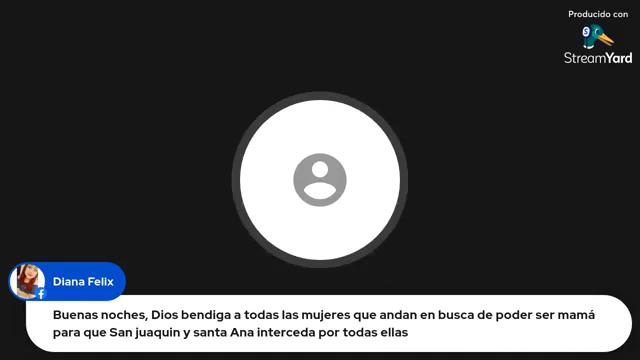 Producido con
StreamYard
Diana Felix
Buenas noches, Dios bendiga a todas las mujeres que andan en busca de poder ser mamá
para que San juaquin y santa Ana interceda por todas ellas